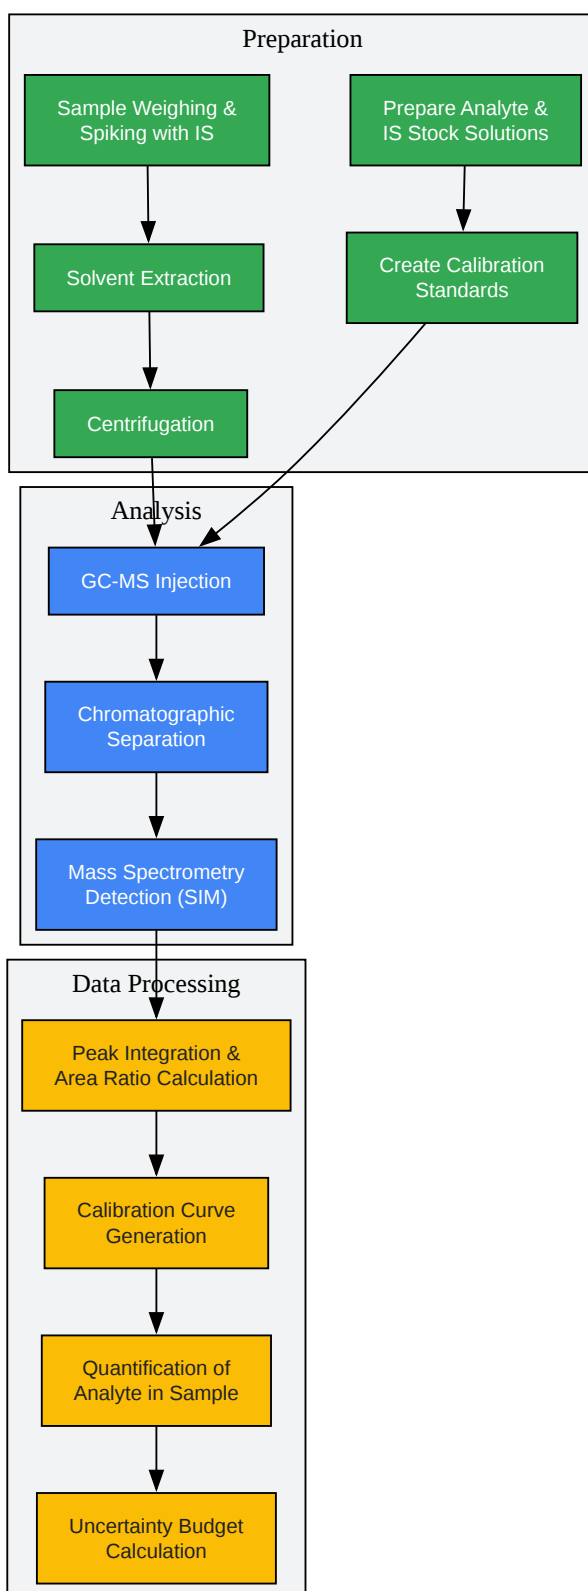 Preparation
Sample Weighing &
Spiking with IS
Prepare Analyte &
IS Stock Solutions
Solvent Extraction
Create Calibration
Standards
Centrifugation
Analysis
GC-MS Injection
Chromatographic
Separation
Mass Spectrometry
Detection (SIM)
Data Processing
Peak Integration &
Area Ratio Calculation
Calibration Curve
Generation
Quantification of
Analyte in Sample
Uncertainty Budget
Calculation